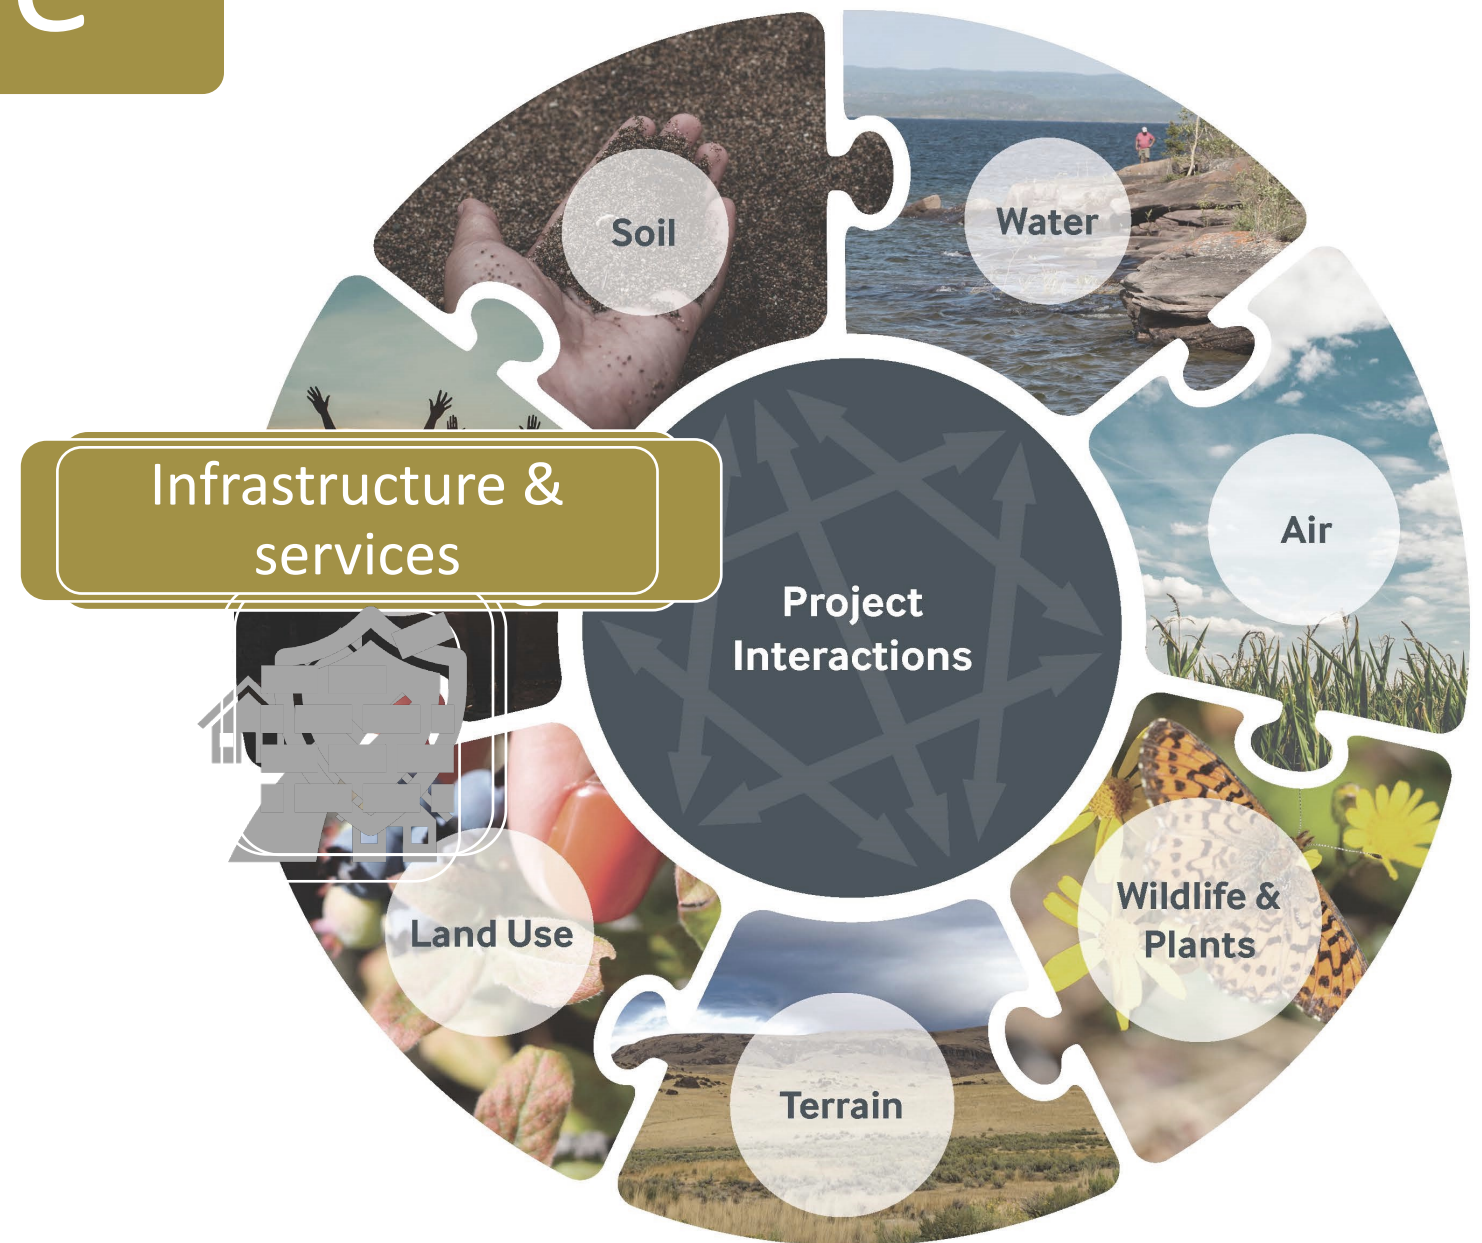 Soil
Water
Infrastructure &
services
Air
Project
Interactions
Wildlife &
Plants
Land Use
Terrain